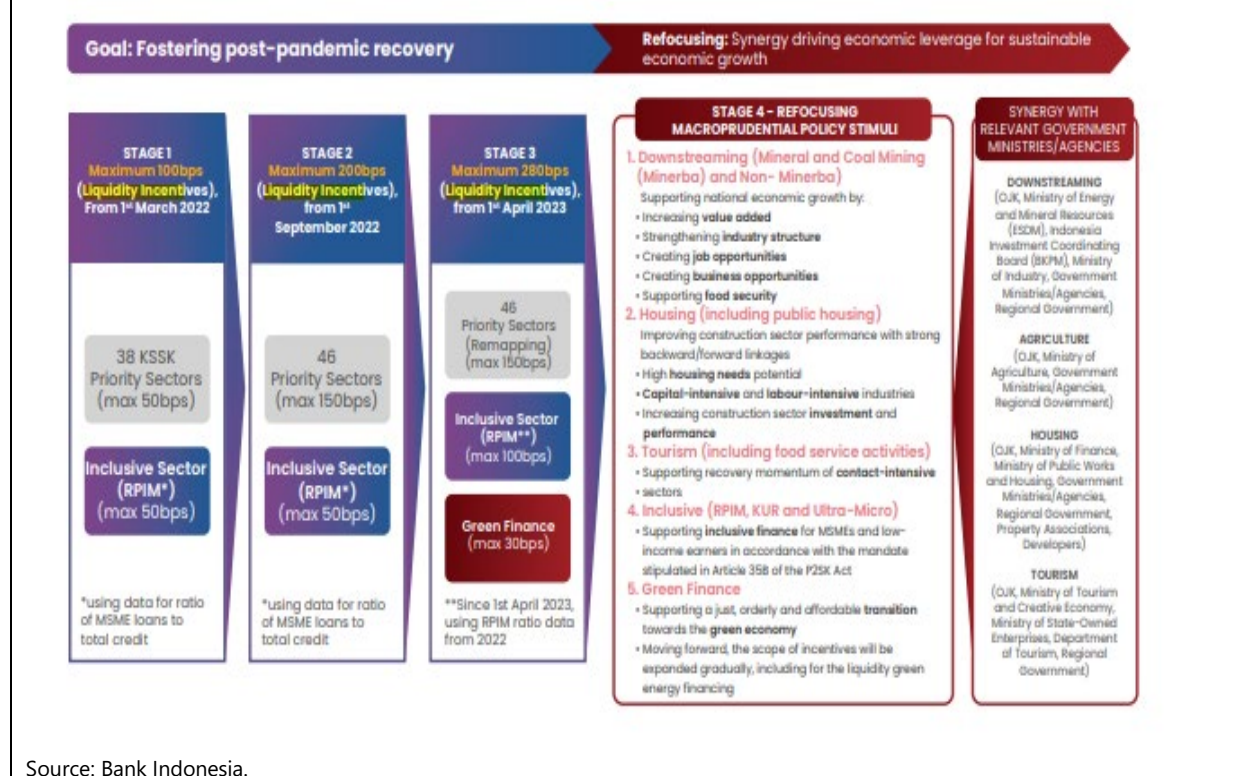 Goal: Fostering post-pandemic recovery
Refocusing: Synergy driving economic leverage for sustainable
economic growth
STAGE 1
Maximum 100bps
(Liquidity Incentives),
From 1st March 2022
38 KSSK
Priority Sectors
(max 50bps)
Inclusive Sector
(RPIM*)
(max 50bps)
*using data for ratio
of MSME loans to
total credit
STAGE 2
Maximum 200bps
(Liquidity Incentives),
from 1st
September 2022
46
Priority Sectors
(max 150bps)
Inclusive Sector
(RPIM*)
(max 50bps)
*using data for ratio
of MSME loans to
total credit
STAGE 3
Maximum 280bps
(Liquidity Incentives),
from 1st April 2023
46
Priority Sectors
(Remapping)
(max 150bps)
Inclusive Sector
(RPIM**)
(max 100bps)
Green Finance
(max 30bps)
**Since 1st April 2023,
using RPIM ratio data
from 2022
STAGE 4 - REFOCUSING
MACROPRUDENTIAL POLICY STIMULI
1. Downstreaming (Mineral and Coal Mining
(Minerba) and Non- Minerba)
Supporting national economic growth by:
• Increasing value added
• Strengthening industry structure
• Creating job opportunities
• Creating business opportunities
• Supporting food security
2. Housing (including public housing)
Improving construction sector performance with strong
backward/forward linkages
• High housing needs potential
• Capital-intensive and labour-intensive industries
• Increasing construction sector investment and
performance
3. Tourism (including food service activities)
• Supporting recovery momentum of contact-intensive
• sectors
4. Inclusive (RPIM, KUR and Ultra-Micro)
• Supporting inclusive finance for MSMEs and low-
income earners in accordance with the mandate
stipulated in Article 35B of the P2SK Act
5. Green Finance
• Supporting a just, orderly and affordable transition
towards the green economy
• Moving forward, the scope of incentives will be
expanded gradually, including for the liquidity green
energy financing
SYNERGY WITH
RELEVANT GOVERNMENT
MINISTRIES/AGENCIES
DOWNSTREAMING
(OJK, Ministry of Energy
and Mineral Resources
(ESDM), Indonesia
Investment Coordinating
Board (BKPM), Ministry
of Industry, Government
Ministries/Agencies,
Regional Government)
AGRICULTURE
(OJK, Ministry of
Agriculture, Government
Ministries/Agencies,
Regional Government)
HOUSING
(OJK, Ministry of Finance,
Ministry of Public Works
and Housing, Government
Ministries/Agencies,
Regional Government,
Property Associations,
Developers)
TOURISM
(OJK, Ministry of Tourism
and Creative Economy,
Ministry of State-Owned
Enterprises, Department
of Tourism, Regional
Government)
Source: Bank Indonesia.